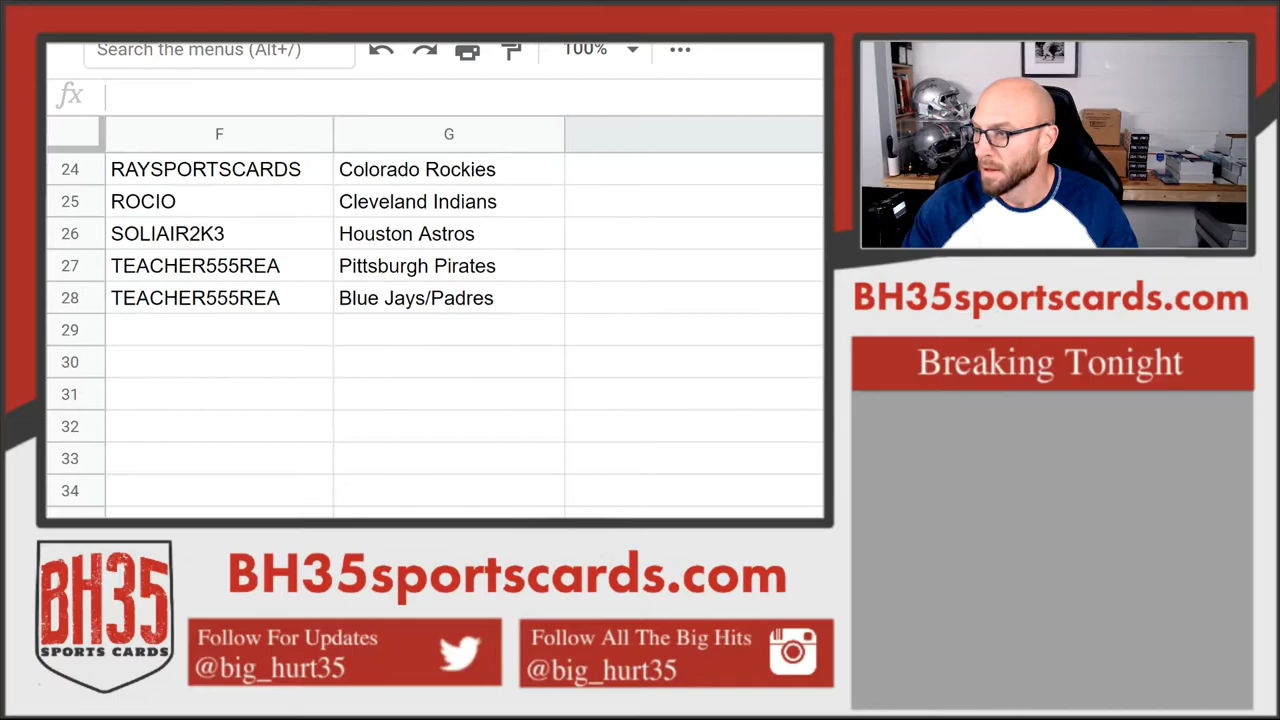 Search the menus (Alt+/)
100%
fx
F G
24 RAYSPORTSCARDS Colorado Rockies
25 ROCIO Cleveland Indians
26 SOLIAIR2K3 Houston Astros
27 TEACHER555REA Pittsburgh Pirates
28 TEACHER555REA Blue Jays/Padres
29
30
31
32
33
34
BH35sportscards.com
Breaking Tonight
BH35
SPORTS CARDS
BH35sportscards.com
Follow For Updates
@big_hurt35
Follow All The Big Hits
@big_hurt35